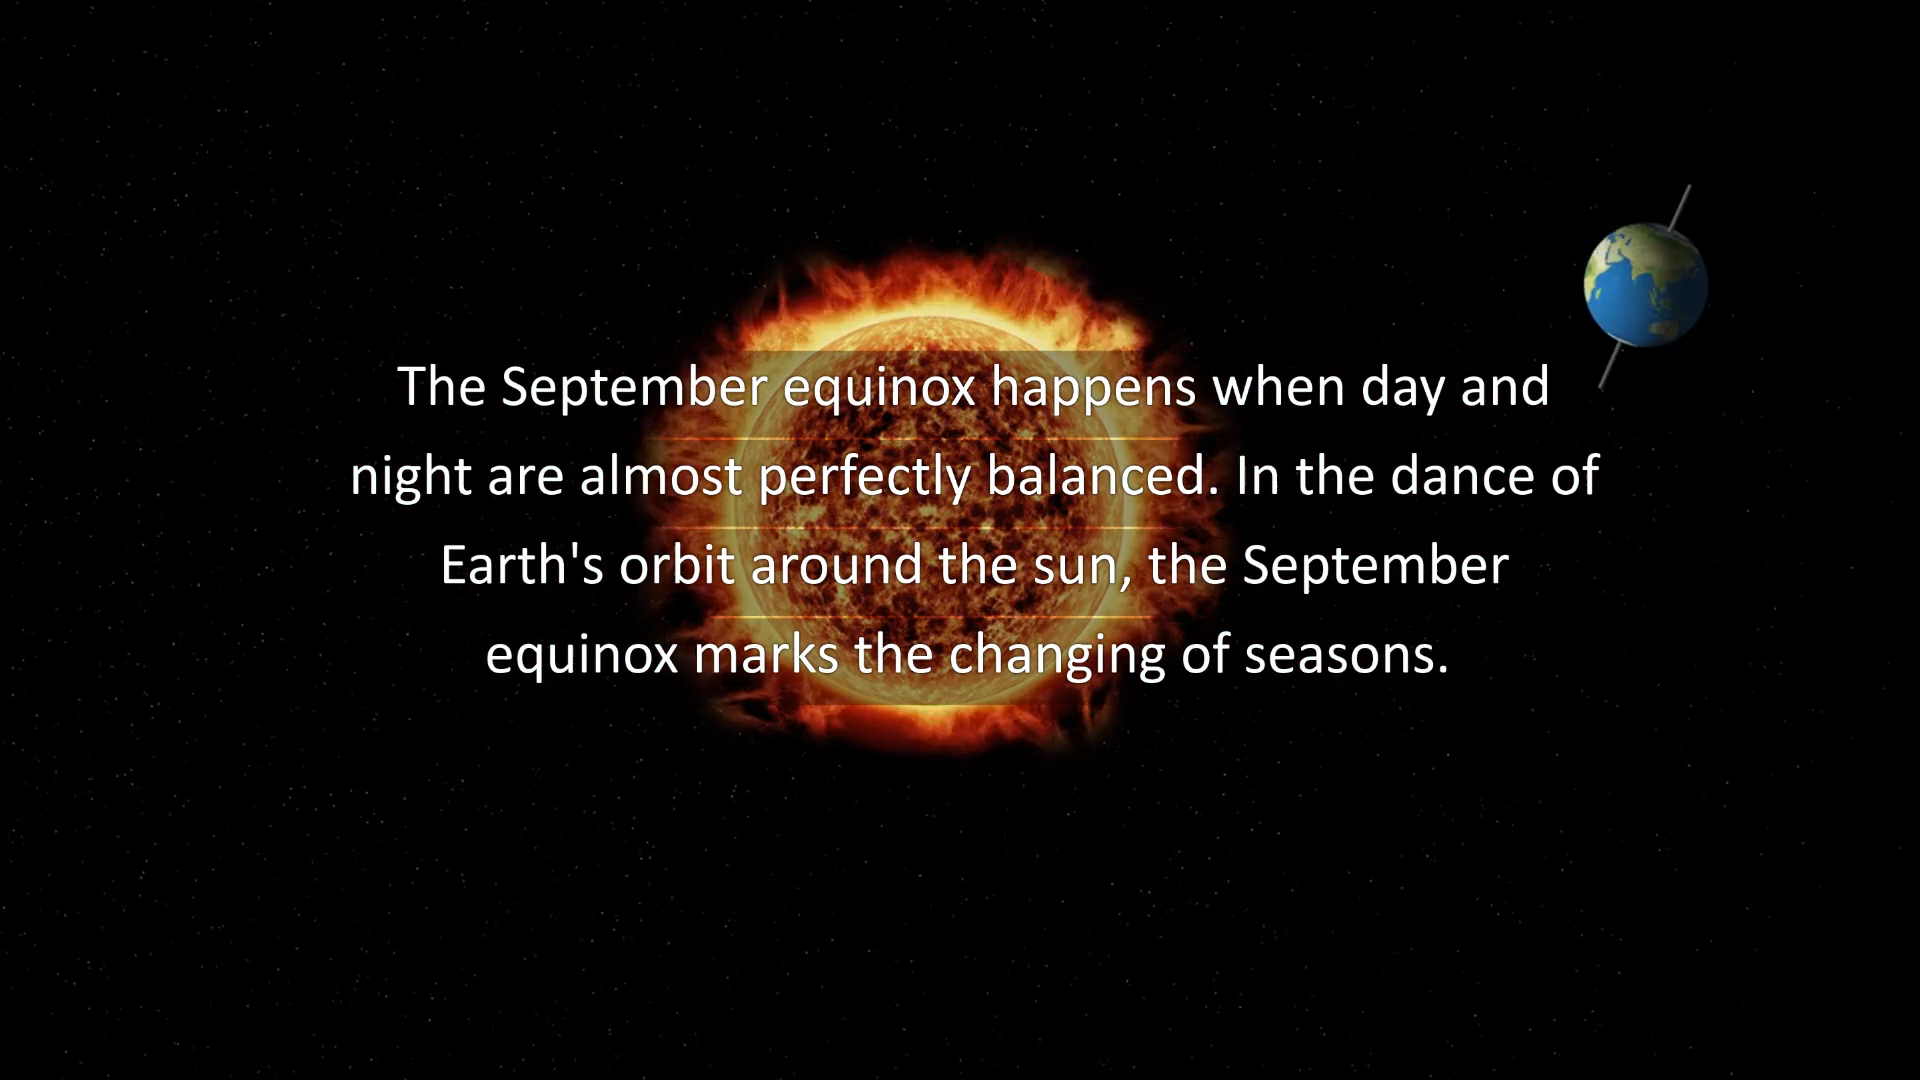 The September equinox happens when day and
night are almost perfectly balanced. In the dance of
Earth's orbit around the sun, the September
equinox marks the changing of seasons.